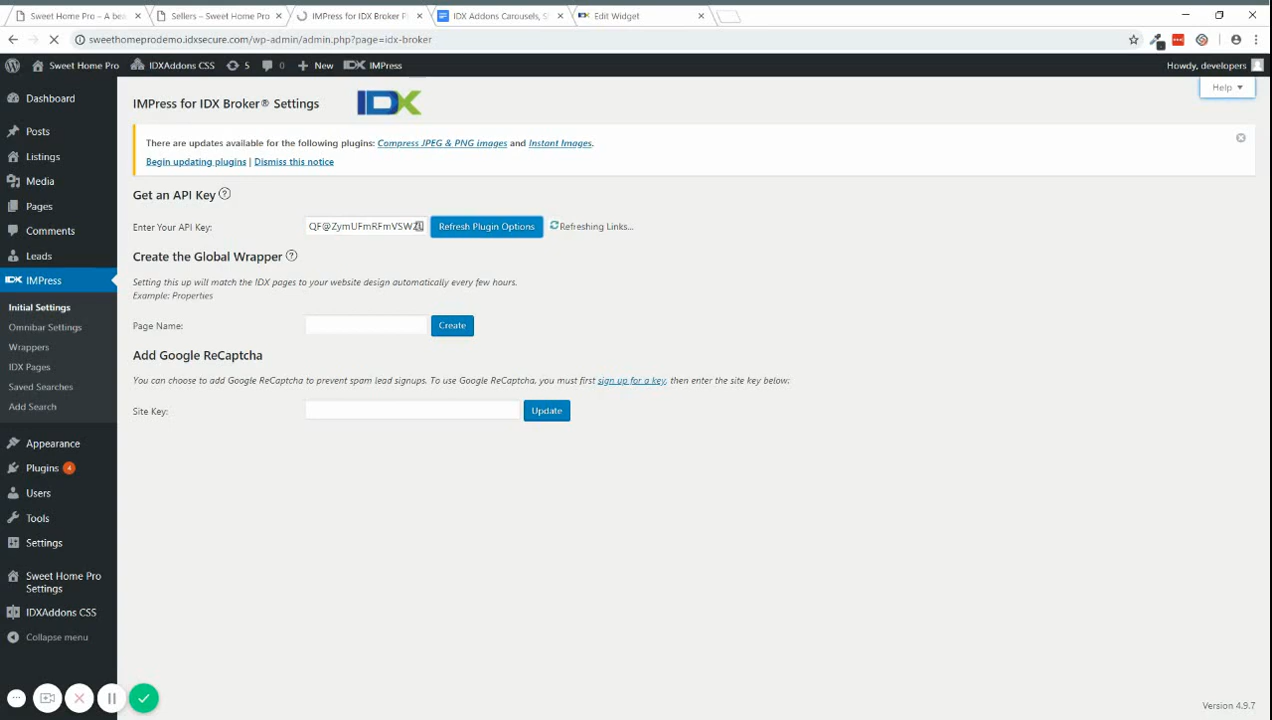 Sweet Home Pro – A bea
Sellers – Sweet Home Pro
IMPress for IDX Broker P
IDX Addons Carousels, S
Edit Widget
sweethomeprodemo.idxsecure.com/wp-admin/admin.php?page=idx-broker
Sweet Home Pro
IDXAddons CSS
5
0
New
IDX IMPress
Howdy, developers
Dashboard
Posts
Listings
Media
Pages
Comments
Leads
IDX IMPress
Initial Settings
Omnibar Settings
Wrappers
IDX Pages
Saved Searches
Add Search
Appearance
Plugins 4
Users
Tools
Settings
Sweet Home Pro
Settings
IDXAddons CSS
Collapse menu
Help
IMPress for IDX Broker® Settings
IDX
There are updates available for the following plugins: Compress JPEG & PNG images and Instant Images.
Begin updating plugins | Dismiss this notice
Get an API Key ?
Enter Your API Key:
Refresh Plugin Options
Refreshing Links...
Create the Global Wrapper ?
Setting this up will match the IDX pages to your website design automatically every few hours.
Example: Properties
Page Name:
Create
Add Google ReCaptcha
You can choose to add Google ReCaptcha to prevent spam lead signups. To use Google ReCaptcha, you must first sign up for a key, then enter the site key below:
Site Key:
Update
Version 4.9.7